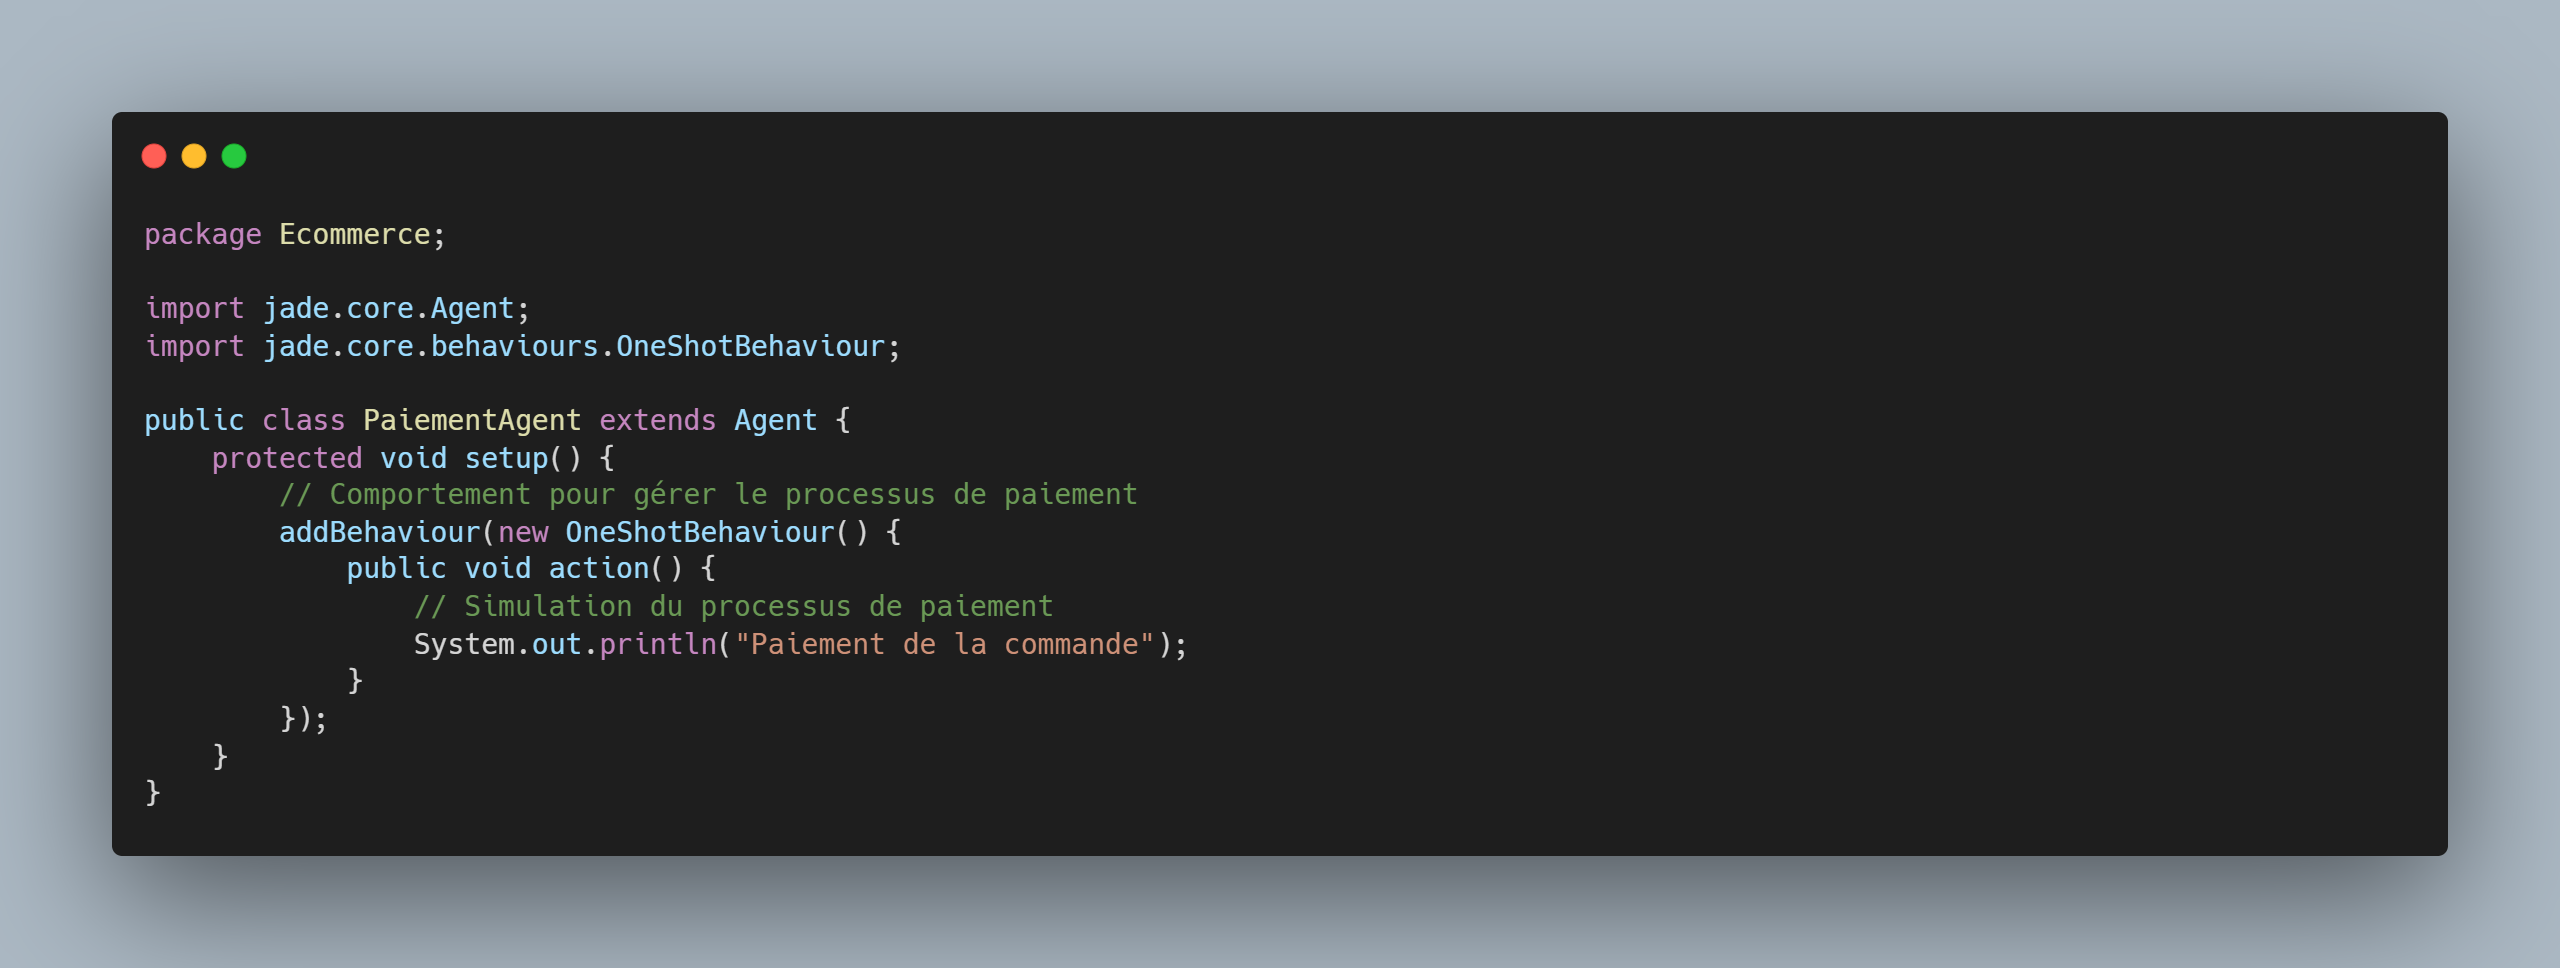 package Ecommerce;

import jade.core.Agent;
import jade.core.behaviours.OneShotBehaviour;

public class PaiementAgent extends Agent {
    protected void setup() {
        // Comportement pour gérer le processus de paiement
        addBehaviour(new OneShotBehaviour() {
            public void action() {
                // Simulation du processus de paiement
                System.out.println("Paiement de la commande");
            }
        });
    }
}